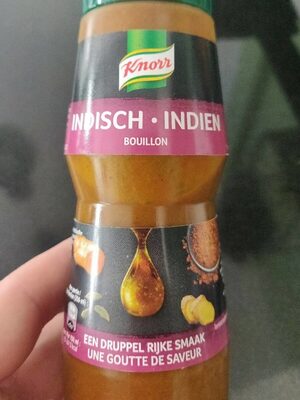 Knorr
INDISCH • INDIEN
BOUILLON
EEN DRUPPEL RIJKE SMAAK
UNE GOUTTE DE SAVEUR